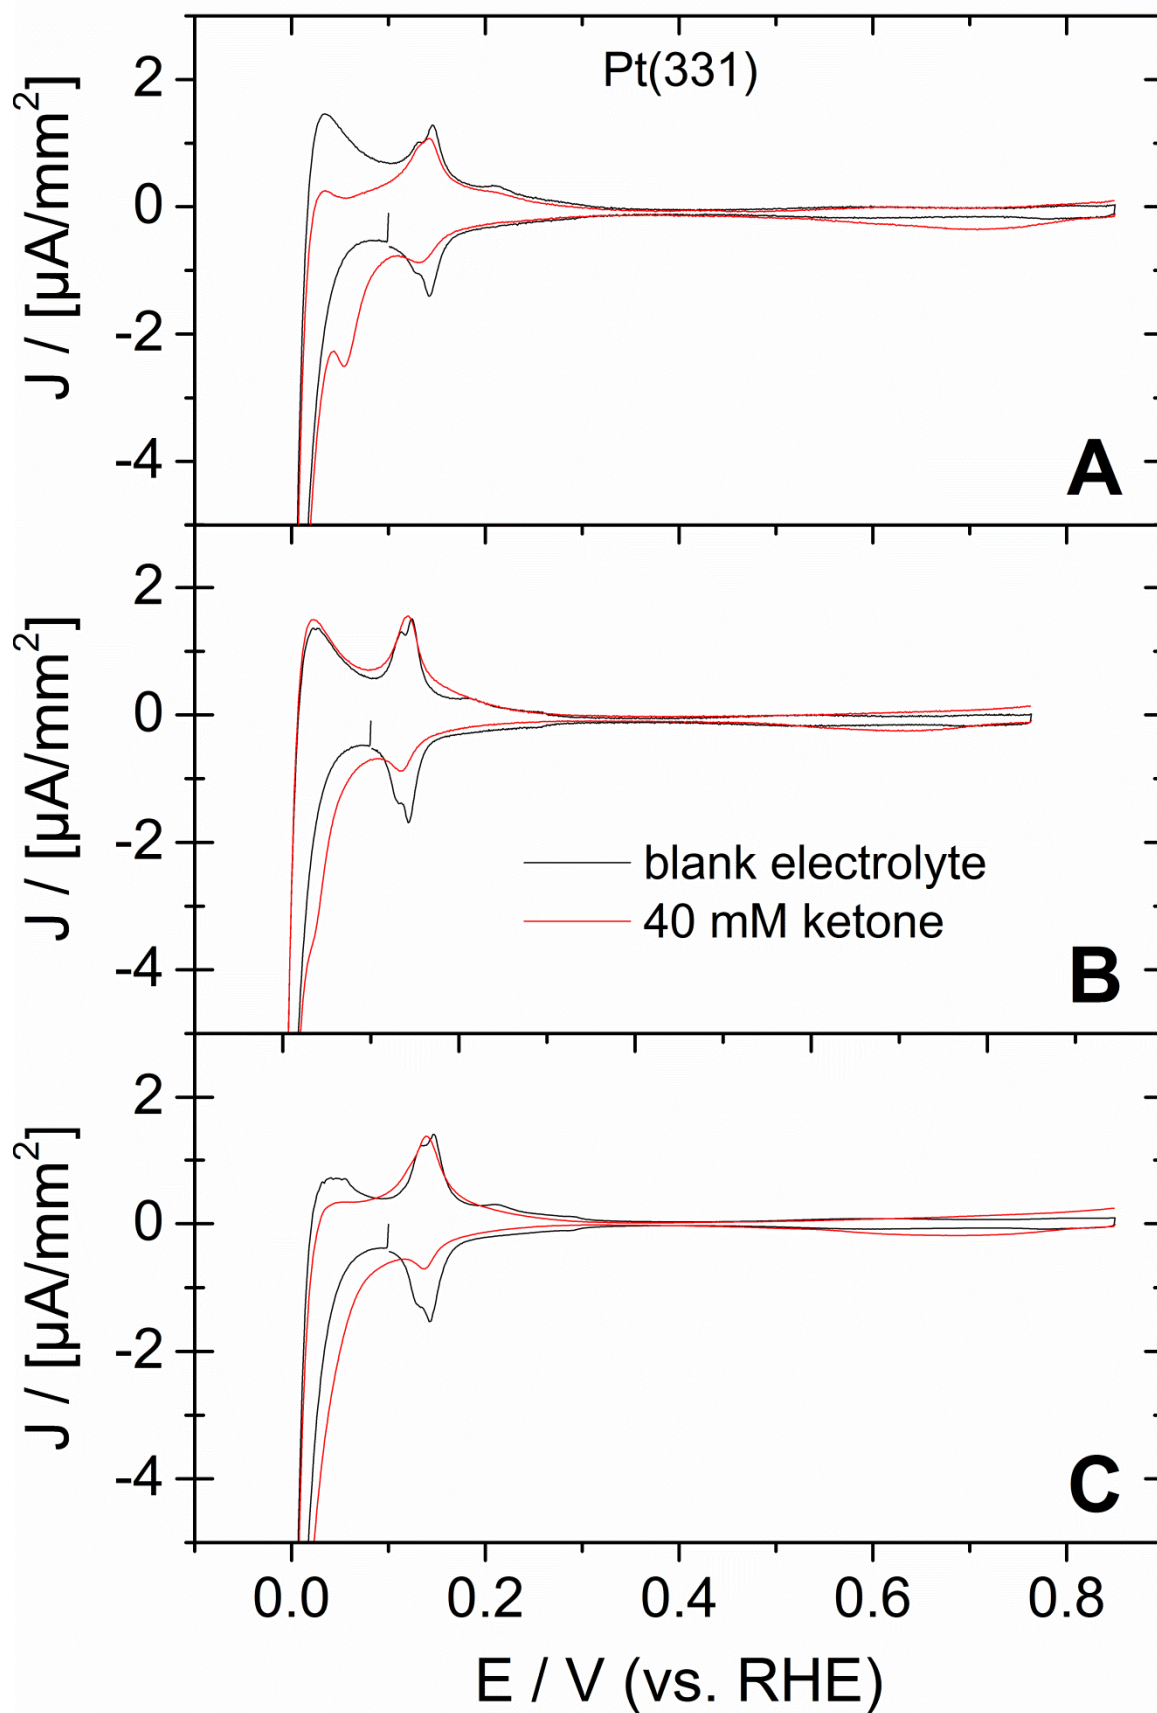 Pt(331)
2
0
-2
-4
J / [µA/mm²]
A
2
0
-2
-4
J / [µA/mm²]
blank electrolyte
40 mM ketone
B
2
0
-2
-4
J / [µA/mm²]
C
0.0 0.2 0.4 0.6 0.8
E / V (vs. RHE)